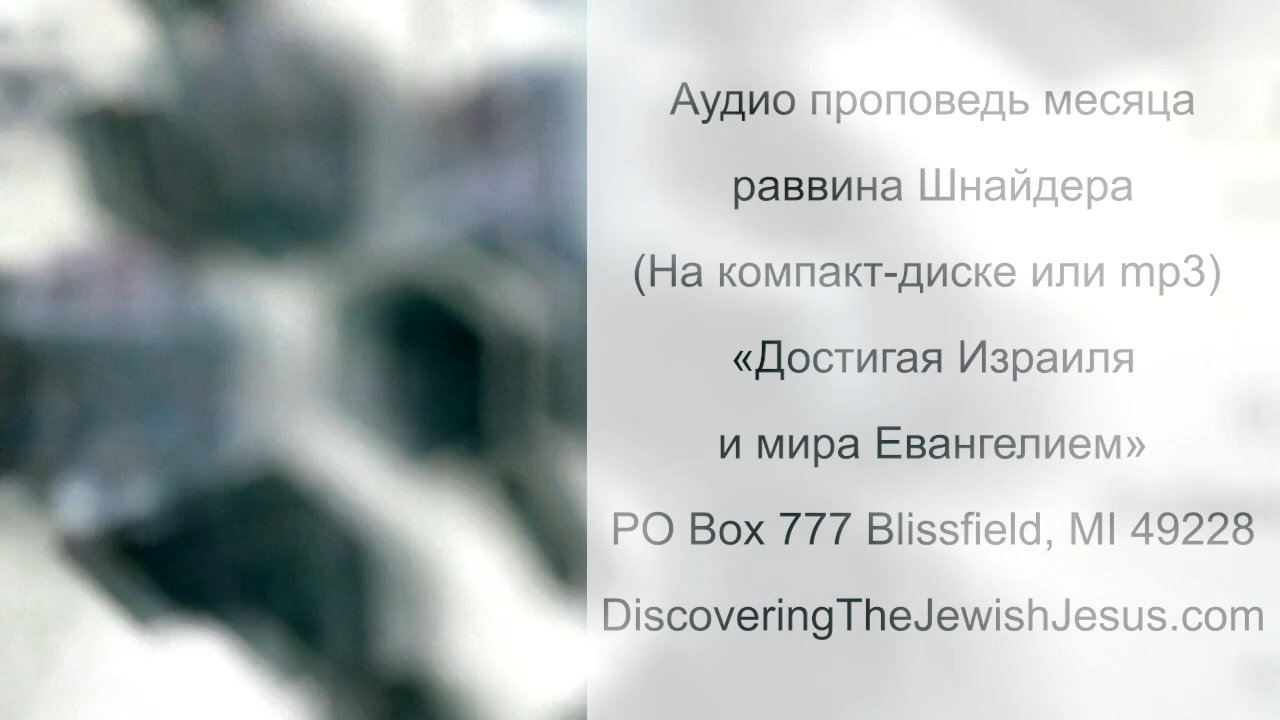 Аудио проповедь месяца
раввина Шнайдера
(На компакт-диске или mp3)
«Достигая Израиля
и мира Евангелием»
PO Box 777 Blissfield, MI 49228
DiscoveringTheJewishJesus.com